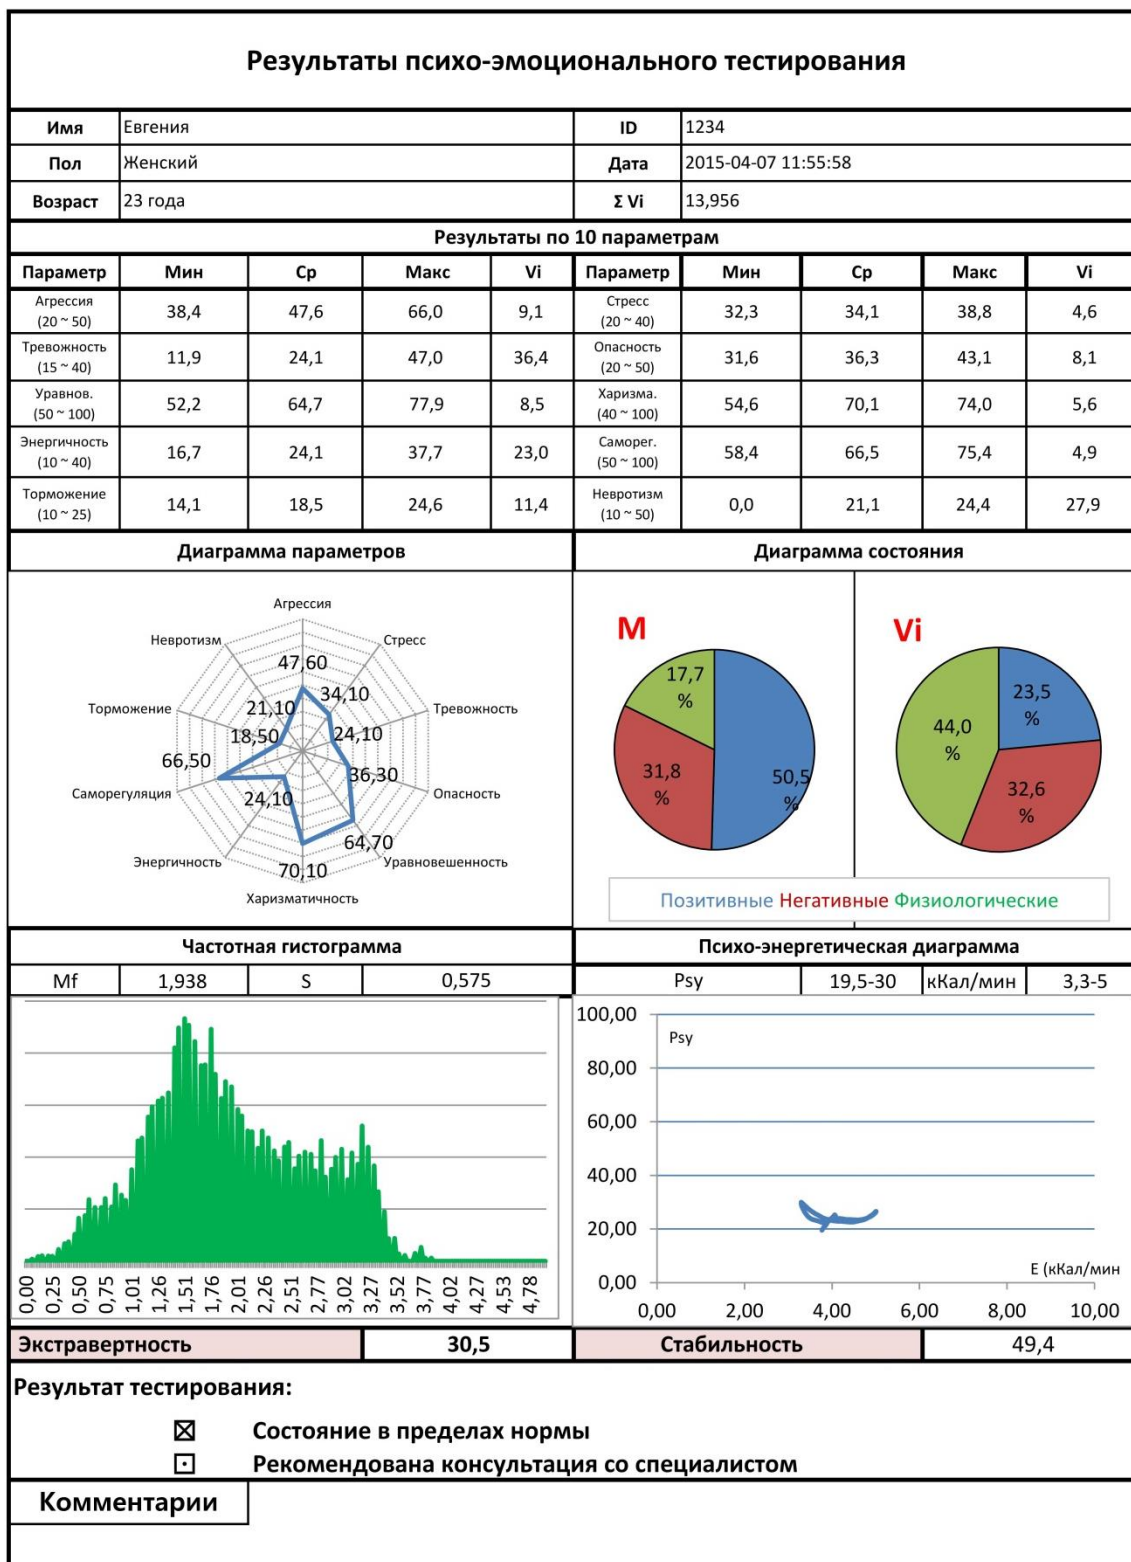 Результаты психо-эмоционального тестирования
Имя Евгения ID 1234
Пол Женский Дата 2015-04-07 11:55:58
Возраст 23 года Σ Vi 13,956
Результаты по 10 параметрам
Параметр Мин Ср Макс Vi Параметр Мин Ср Макс Vi
Агрессия (20 ~ 50) 38,4 47,6 66,0 9,1 Стресс (20 ~ 40) 32,3 34,1 38,8 4,6
Тревожность (15 ~ 40) 11,9 24,1 47,0 36,4 Опасность (20 ~ 50) 31,6 36,3 43,1 8,1
Уравнов. (50 ~ 100) 52,2 64,7 77,9 8,5 Харизма. (40 ~ 100) 54,6 70,1 74,0 5,6
Энергичность (10 ~ 40) 16,7 24,1 37,7 23,0 Саморег. (50 ~ 100) 58,4 66,5 75,4 4,9
Торможение (10 ~ 25) 14,1 18,5 24,6 11,4 Невротизм (10 ~ 50) 0,0 21,1 24,4 27,9
Диаграмма параметров Диаграмма состояния
Агрессия
Невротизм Стресс
47,60
21,10 34,10
Торможение Тревожность
18,50 24,10
66,50 36,30
Саморегуляция Опасность
24,10
64,70
Энергичность Уравновешенность
70,10
Харизматичность
M Vi
17,7 %
31,8 %
50,5 %
23,5 %
44,0 %
32,6 %
Позитивные Негативные Физиологические
Частотная гистограмма Психо-энергетическая диаграмма
Mf 1,938 S 0,575 Psy 19,5-30 кКал/мин 3,3-5
0,00 0,25 0,50 0,75 1,01 1,26 1,51 1,76 2,01 2,26 2,51 2,77 3,02 3,27 3,52 3,77 4,02 4,27 4,53 4,78
100,00
Psy
80,00
60,00
40,00
20,00
0,00
E (кКал/мин
0,00 2,00 4,00 6,00 8,00 10,00
Экстравертность 30,5 Стабильность 49,4
Результат тестирования:
☒ Состояние в пределах нормы
⊡ Рекомендована консультация со специалистом
Комментарии